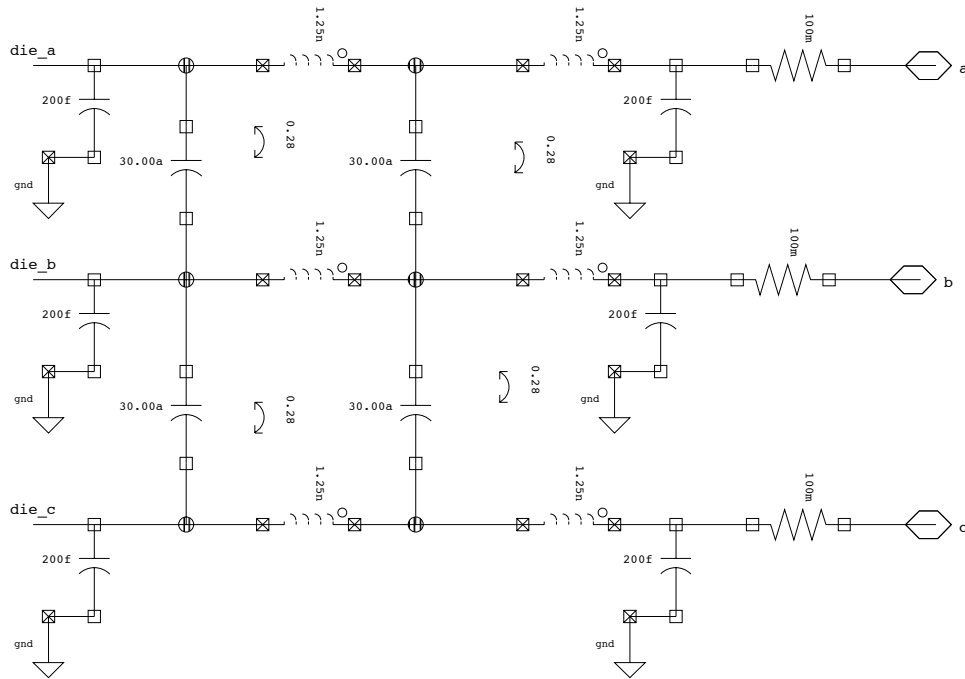 1.25n
1.25n
100m
die_a
a
200f
200f
30.00a
0.28
30.00a
0.28
gnd
gnd
1.25n
1.25n
100m
die_b
b
200f
200f
gnd
gnd
30.00a
0.28
30.00a
0.28
1.25n
1.25n
100m
die_c
c
200f
200f
gnd
gnd